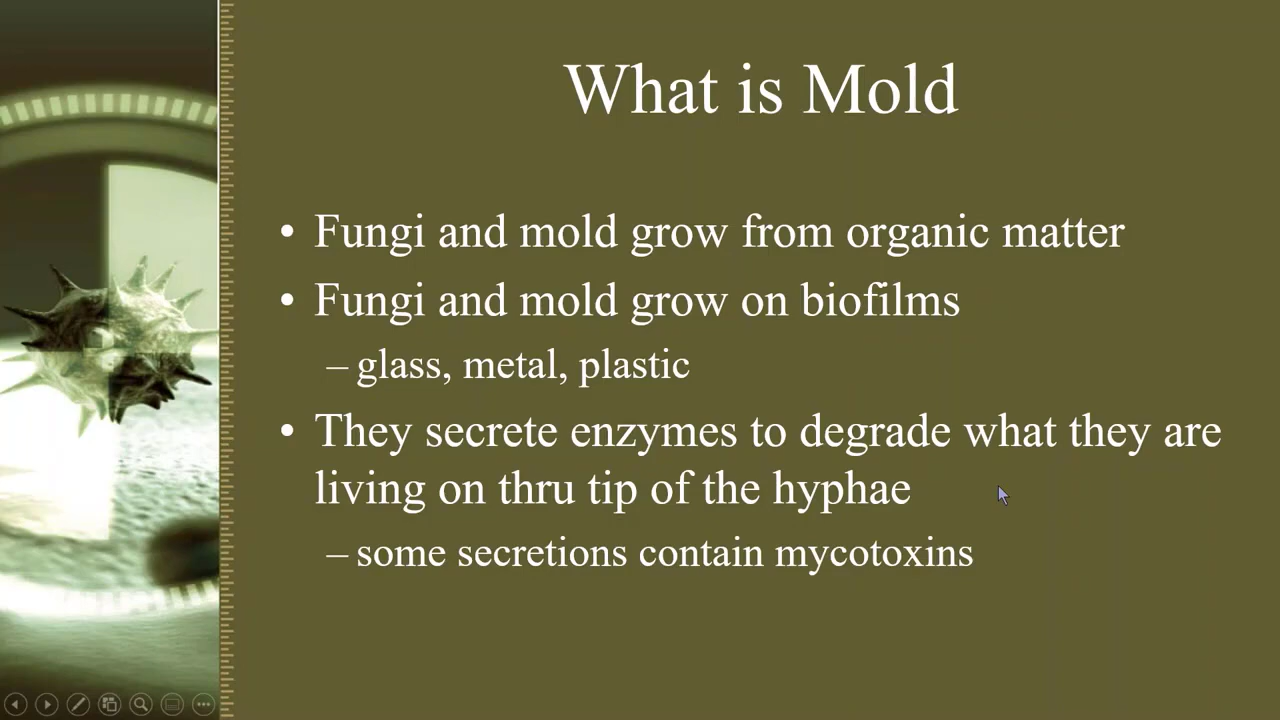 What is Mold
• Fungi and mold grow from organic matter
• Fungi and mold grow on biofilms
– glass, metal, plastic
• They secrete enzymes to degrade what they are
living on thru tip of the hyphae
– some secretions contain mycotoxins